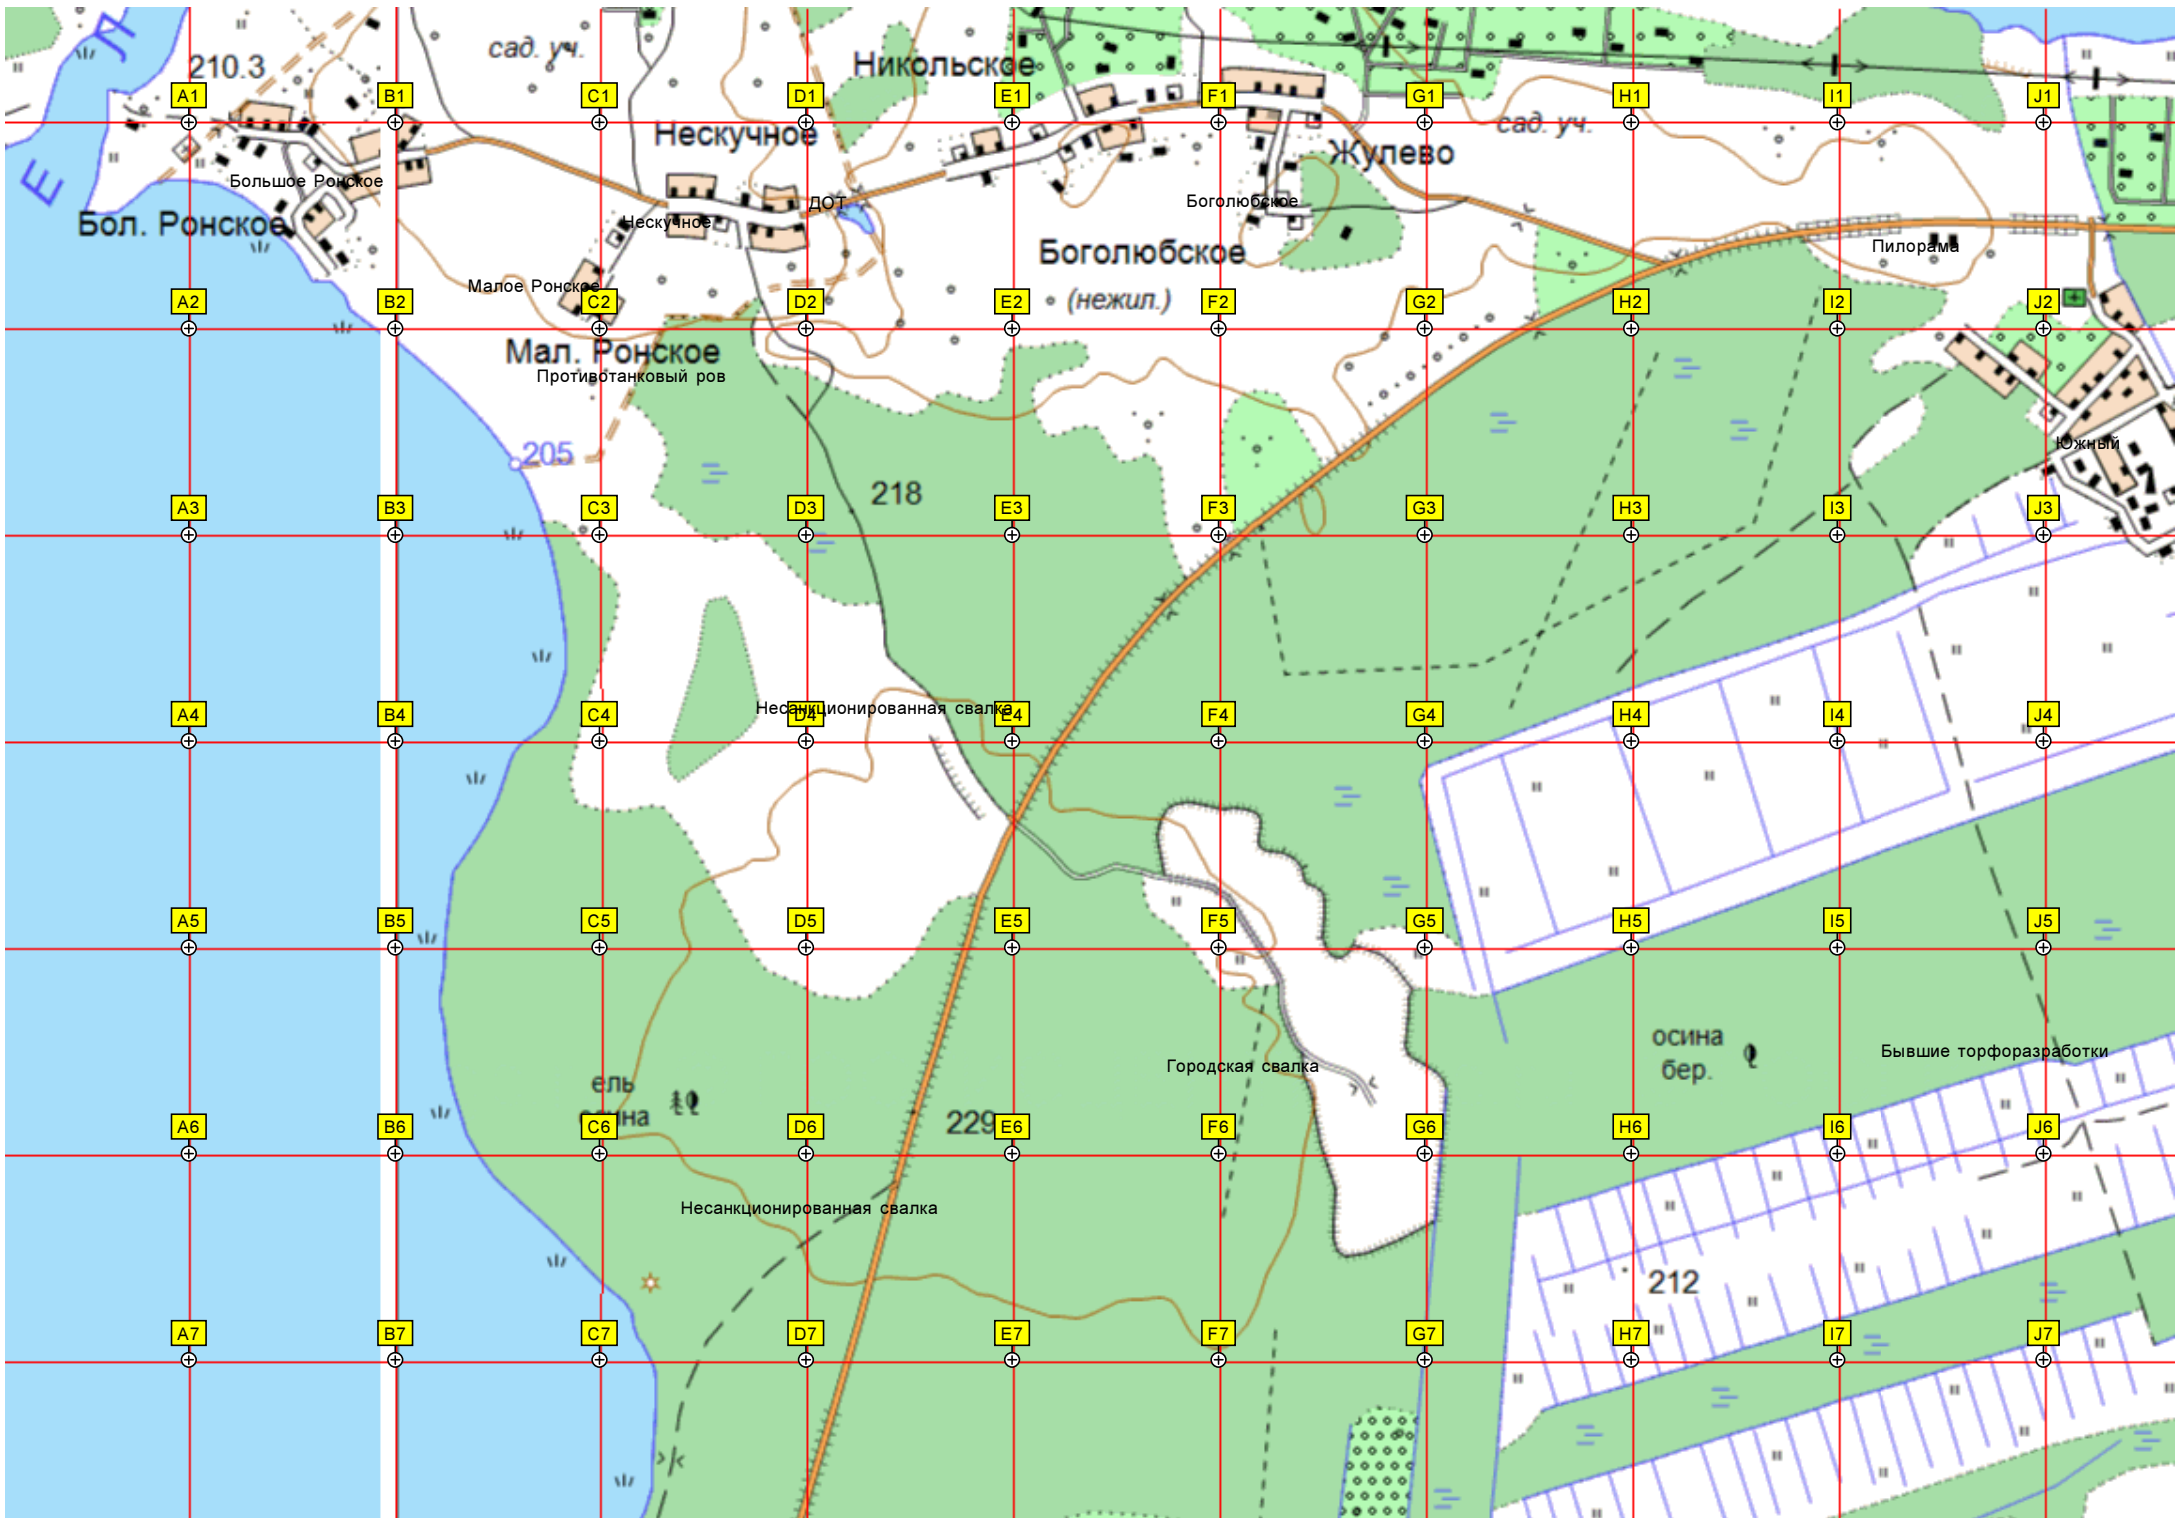 Л
Е
210.3
сад. уч.
Никольское
A1 B1 C1 D1 E1 F1 G1 H1 I1 J1
Нескучное
сад. уч.
Жулево
Большое Ронское
Бол. Ронское
Нескучное
ДОТ
Боголюбское
Боголюбское
(нежил.)
Пилорама
Малое Ронское
A2 B2 C2 D2 E2 F2 G2 H2 I2 J2
Мал. Ронское
Противотанковый ров
205
Южный
218
A3 B3 C3 D3 E3 F3 G3 H3 I3 J3
Несанкционированная свалка
A4 B4 C4 D4 E4 F4 G4 H4 I4 J4
A5 B5 C5 D5 E5 F5 G5 H5 I5 J5
осина
бер.
Бывшие торфоразработки
Городская свалка
ель
осина
229
A6 B6 C6 D6 E6 F6 G6 H6 I6 J6
Несанкционированная свалка
212
A7 B7 C7 D7 E7 F7 G7 H7 I7 J7